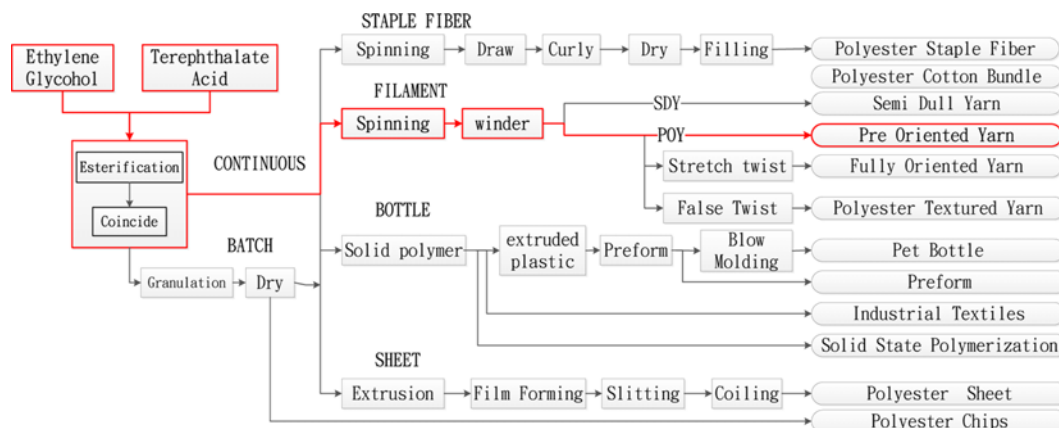 STAPLE FIBER
Ethylene
Glycohol
Terephthalate
Acid
Spinning
Draw
Curly
Dry
Filling
Polyester Staple Fiber
Polyester Cotton Bundle
FILAMENT
SDY
Semi Dull Yarn
Spinning
winder
POY
Pre Oriented Yarn
Esterification
CONTINUOUS
Stretch twist
Fully Oriented Yarn
Coincide
False Twist
Polyester Textured Yarn
BOTTLE
BATCH
Solid polymer
extruded
plastic
Preform
Blow
Molding
Pet Bottle
Granulation
Dry
Preform
Industrial Textiles
Solid State Polymerization
SHEET
Extrusion
Film Forming
Slitting
Coiling
Polyester Sheet
Polyester Chips